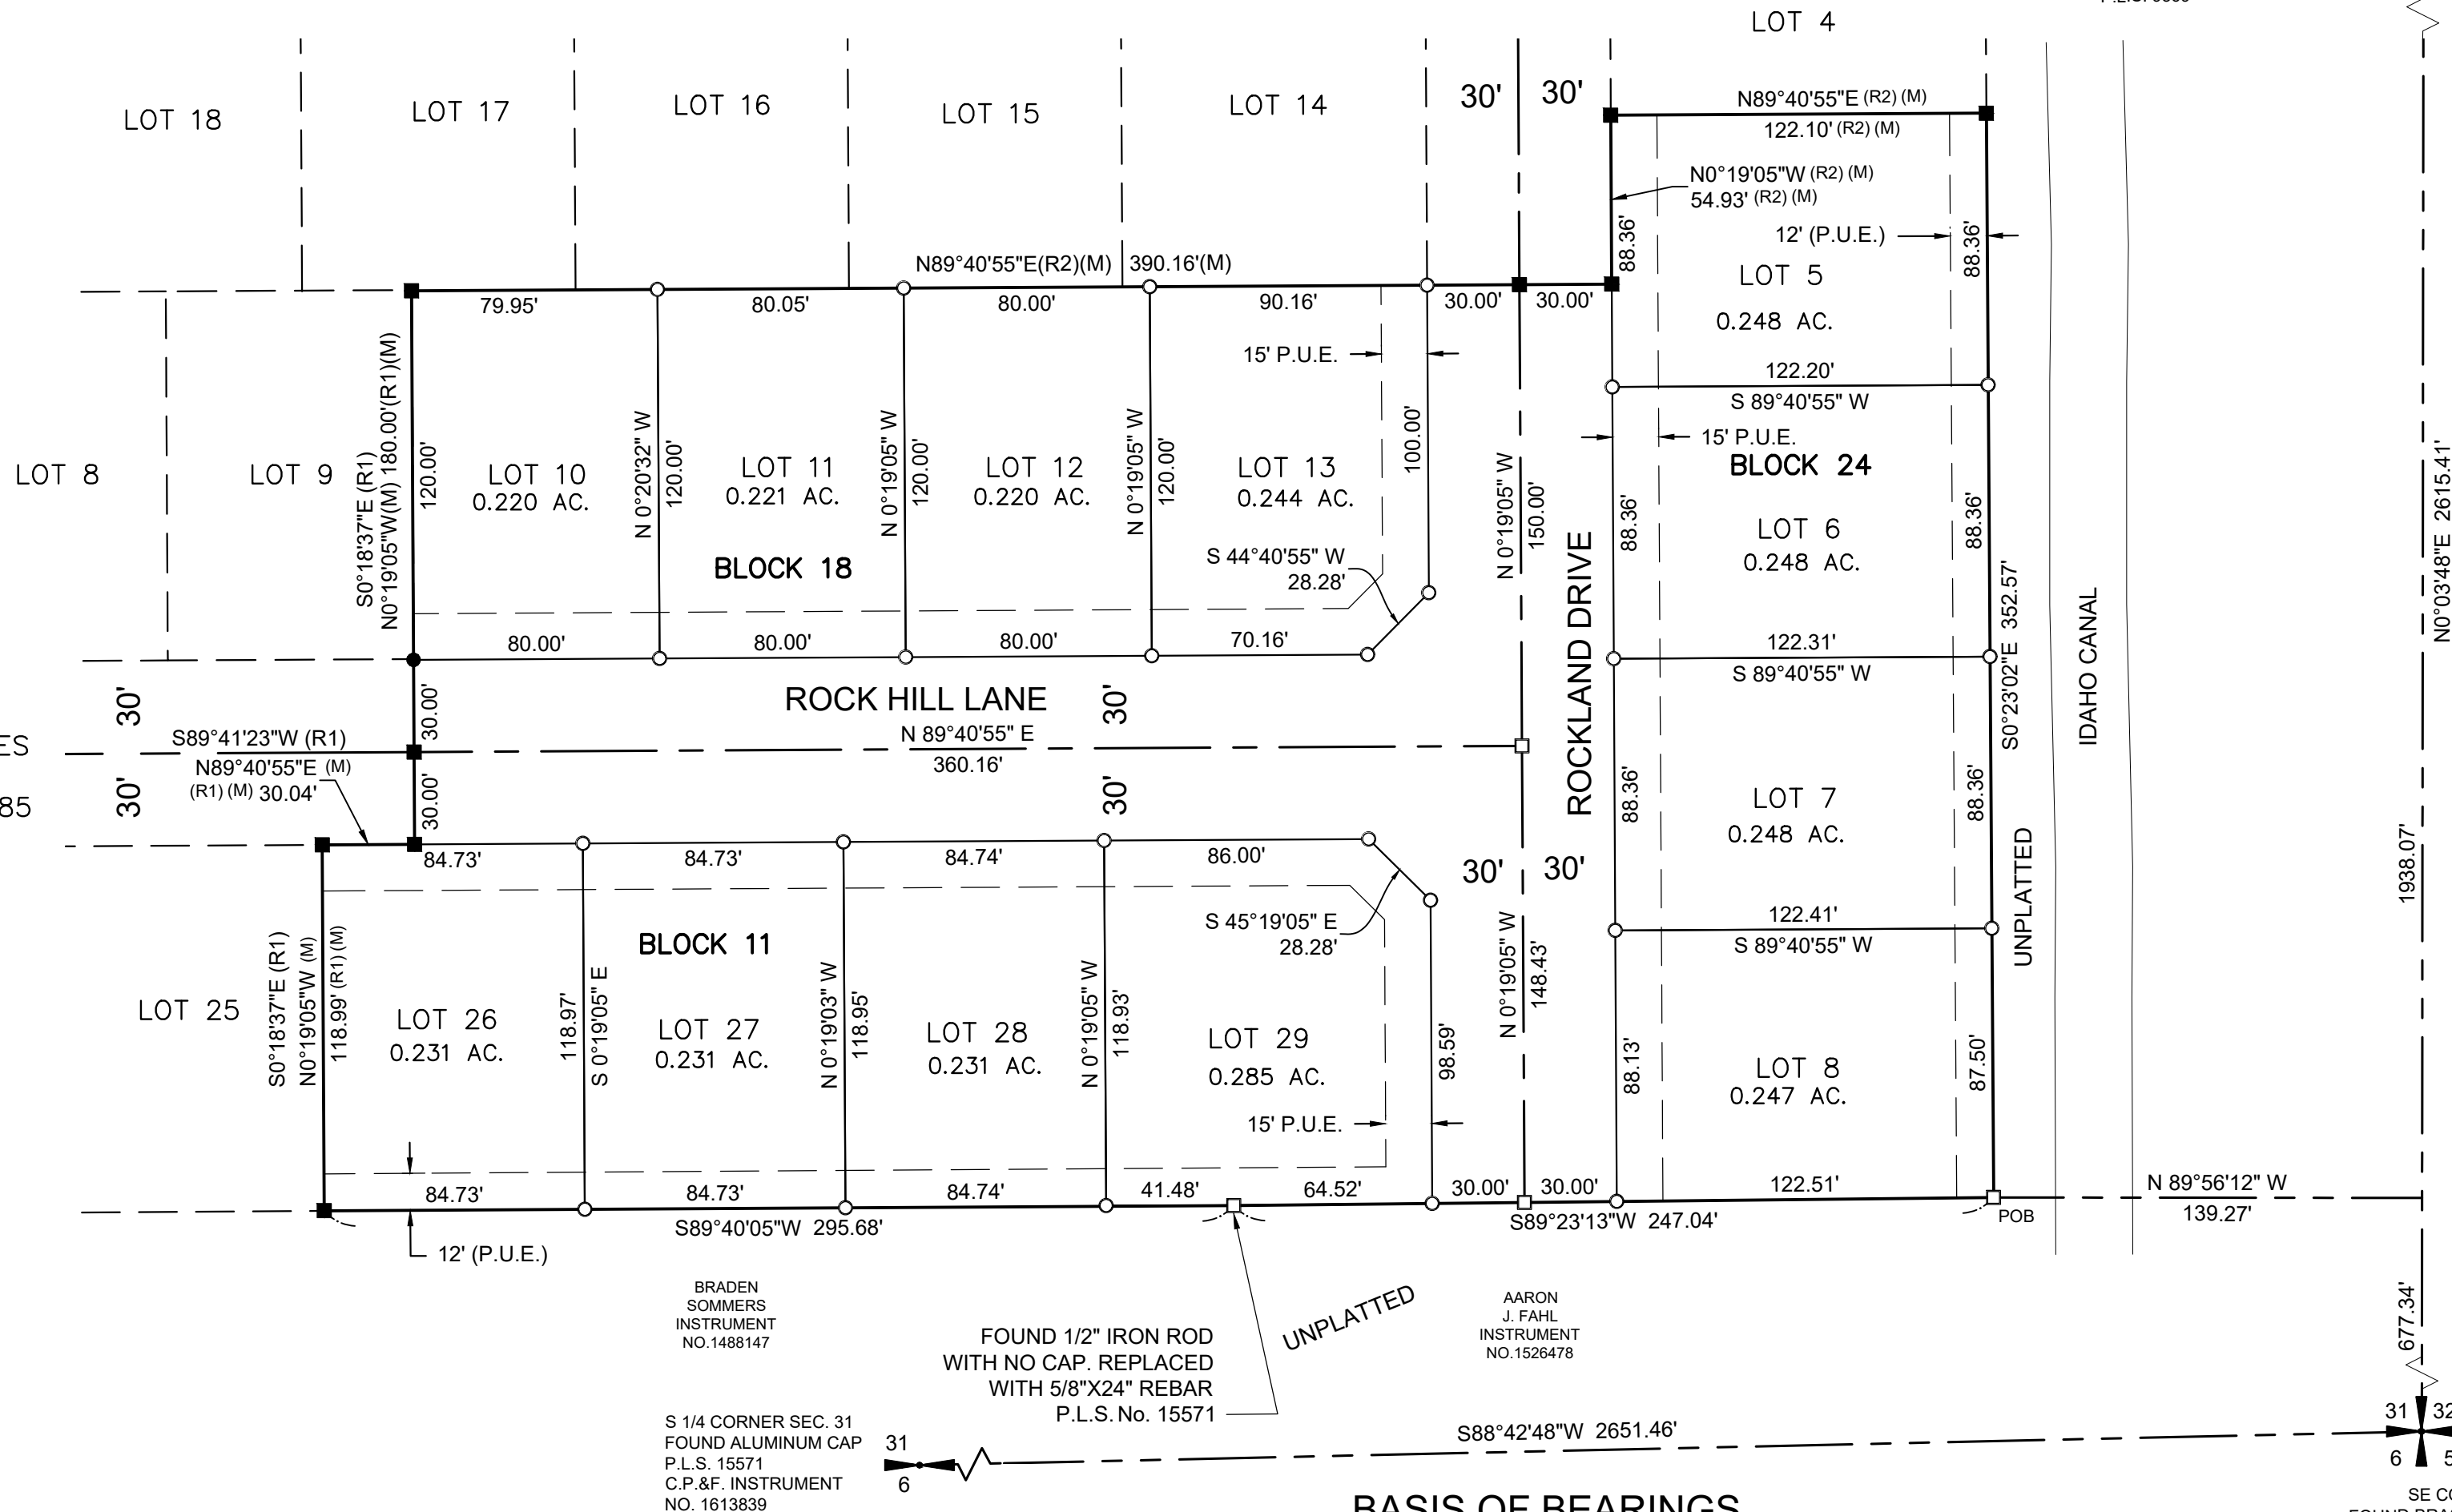 LOT 4
LOT 18
LOT 17
LOT 16
LOT 15
LOT 14
30'
30'
N89°40'55"E (R2) (M)
122.10' (R2) (M)
N0°19'05"W (R2) (M)
54.93' (R2) (M)
88.36'
12' (P.U.E.)
88.36'
LOT 5
0.248 AC.
N89°40'55"E(R2)(M)
390.16'(M)
79.95'
80.05'
80.00'
90.16'
30.00'
30.00'
15' P.U.E.
122.20'
S 89°40'55" W
15' P.U.E.
BLOCK 24
LOT 8
LOT 9
S0°18'37"E (R1)
N0°19'05"W(M) 180.00'(R1)(M)
120.00'
LOT 10
0.220 AC.
N 0°20'32" W
120.00'
LOT 11
0.221 AC.
N 0°19'05" W
120.00'
LOT 12
0.220 AC.
N 0°19'05" W
120.00'
LOT 13
0.244 AC.
100.00'
N 0°19'05" W
150.00'
88.36'
LOT 6
0.248 AC.
88.36'
N0°03'48"E 2615.41'
BLOCK 18
S 44°40'55" W
28.28'
ROCKLAND DRIVE
80.00'
80.00'
80.00'
70.16'
122.31'
S 89°40'55" W
S0°23'02"E 352.57'
IDAHO CANAL
30'
30.00'
ROCK HILL LANE
30'
N 89°40'55" E
360.16'
ES
S89°41'23"W (R1)
N89°40'55"E (M)
(R1) (M) 30.04'
85
30'
30.00'
30'
88.36'
LOT 7
0.248 AC.
88.36'
84.73'
84.73'
84.74'
86.00'
30'
30'
UNPLATTED
1938.07'
S 45°19'05" E
28.28'
122.41'
S 89°40'55" W
BLOCK 11
LOT 25
S0°18'37"E (R1)
N0°19'05"W (M)
118.99' (R1) (M)
LOT 26
0.231 AC.
118.97'
S 0°19'05" E
LOT 27
0.231 AC.
N 0°19'03" W
118.95'
LOT 28
0.231 AC.
N 0°19'05" W
118.93'
LOT 29
0.285 AC.
98.59'
N 0°19'05" W
148.43'
88.13'
LOT 8
0.247 AC.
87.50'
15' P.U.E.
84.73'
84.73'
84.74'
41.48'
64.52'
30.00'
30.00'
122.51'
N 89°56'12" W
139.27'
S89°40'05"W 295.68'
S89°23'13"W 247.04'
POB
12' (P.U.E.)
BRADEN
SOMMERS
INSTRUMENT
NO.1488147
UNPLATTED
AARON
J. FAHL
INSTRUMENT
NO.1526478
677.34'
FOUND 1/2" IRON ROD
WITH NO CAP. REPLACED
WITH 5/8"X24" REBAR
P.L.S. No. 15571
S 1/4 CORNER SEC. 31
FOUND ALUMINUM CAP
P.L.S. 15571
C.P.&F. INSTRUMENT
NO. 1613839
31
6
S88°42'48"W 2651.46'
31
32
6
5
BASIS OF BEARINGS
SE CO